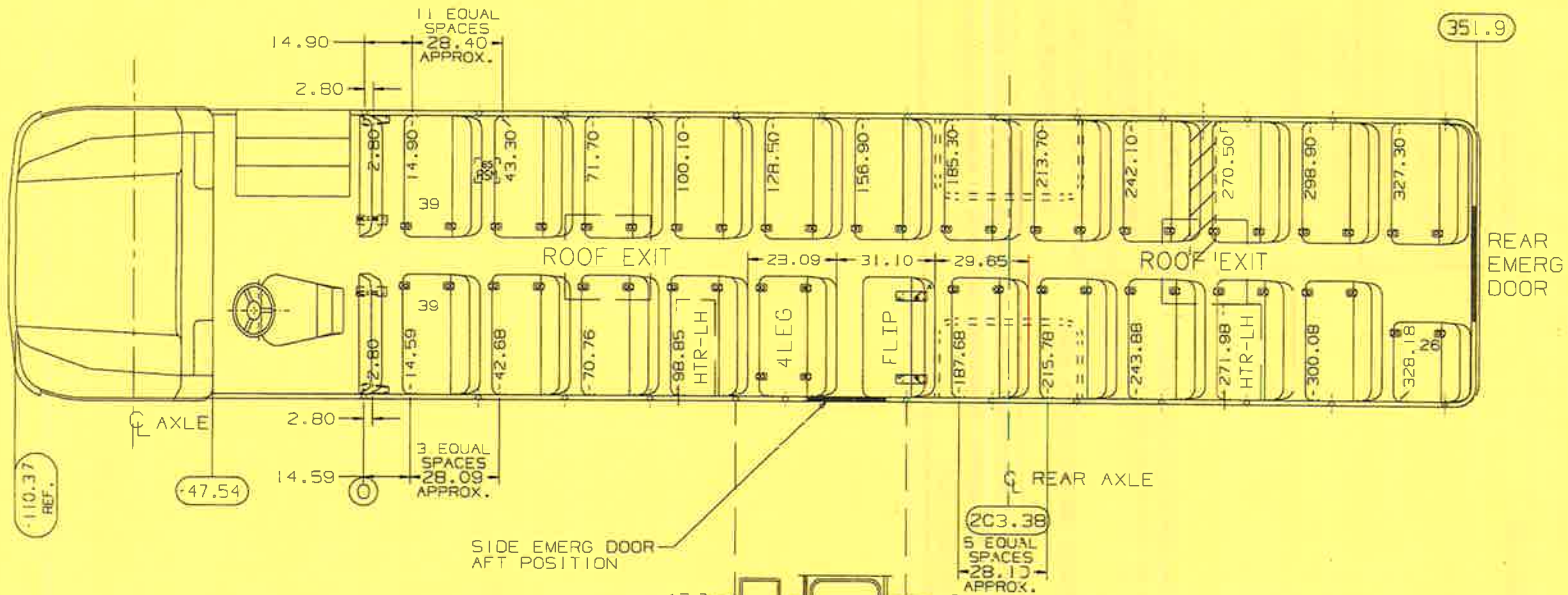 11 EQUAL
SPACES
28.40
APPROX.
14.90
2.80
351.9
2.80
14.90
39
43.30
71.70
100.10
128.50
156.90
185.30
213.70
242.10
270.50
298.90
327.30
ROOF EXIT
23.09
31.10
29.65
ROOF EXIT
REAR
EMERG
DOOR
2.80
14.59
39
42.68
70.76
98.85
HTR-LH
4LEG
FLIP
187.68
215.78
243.88
271.98
HTR-LH
300.08
328.18
26
℄ AXLE
2.80
3 EQUAL
SPACES
28.09
APPROX.
14.59
-110.37
REF.
-47.54
0
℄ REAR AXLE
203.38
5 EQUAL
SPACES
28.10
APPROX.
SIDE EMERG DOOR
AFT POSITION